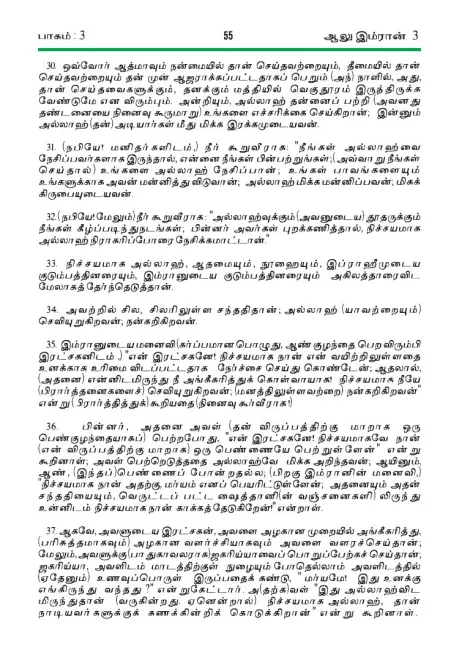 பாகம் : 3 55 ஆலு இம்ரான் 3
30. ஒவ்வோர் ஆத்மாவும் நன்மையில் தான் செய்தவற்றையும், தீமையில் தான்
செய்தவற்றையும் தன் முன் ஆஜராக்கப்பட்டதாகப் பெறும் (அந்) நாளில், அது,
தான் செய்தவைகளுக்கும், தனக்கும் மத்தியில் வெகுதூரம் இருந்திருக்க
வேண்டுமே என விரும்பும். அன்றியும், அல்லாஹ் தன்னைப் பற்றி (அவனது
தண்டனையை நினைவு கூருமாறு) உங்களை எச்சரிக்கை செய்கிறான்; இன்னும்
அல்லாஹ் (தன்) அடியார்கள் மீது மிக்க இரக்கமுடையவன்.
31. (நபியே! மனிதர்களிடம்,) நீர் கூறுவீராக: "நீங்கள் அல்லாஹ்வை
நேசிப்பவர்களாக இருந்தால், என்னை நீங்கள் பின்பற்றுங்கள்; (அவ்வாறு நீங்கள்
செய்தால்) உங்களை அல்லாஹ் நேசிப்பான்; உங்கள் பாவங்களையும்
உங்களுக்காக அவன் மன்னித்து விடுவான்; அல்லாஹ் மிக்க மன்னிப்பவன்; மிகக்
கிருபையுடையவன்.
32. (நபியே! மேலும்) நீர் கூறுவீராக: "அல்லாஹ்வுக்கும் (அவனுடைய) தூதருக்கும்
நீங்கள் கீழ்ப்படிந்து நடங்கள்; பின்னர் அவர்கள் புறக்கணித்தால், நிச்சயமாக
அல்லாஹ் நிராகரிப்போரை நேசிக்கமாட்டான்."
33. நிச்சயமாக அல்லாஹ், ஆதமையும், நூஹையும், இப்ராஹீமுடைய
குடும்பத்தினரையும், இம்ரானுடைய குடும்பத்தினரையும் அகிலத்தாரைவிட
மேலாகத் தேர்ந்தெடுத்தான்.
34. அவற்றில் சில, சிலரிலுள்ள சந்ததிதான்; அல்லாஹ் (யாவற்றையும்)
செவியுறுகிறவன்; நன்கறிகிறவன்.
35. இம்ரானுடைய மனைவி (கர்ப்பமான பொழுது, ஆண் குழந்தை பெற விரும்பி
இரட்சகனிடம்,) "என் இரட்சகனே! நிச்சயமாக நான் என் வயிற்றிலுள்ளதை
உனக்காக உரிமை விடப்பட்டதாக நேர்ச்சை செய்து கொண்டேன்; ஆதலால்,
(அதனை) என்னிடமிருந்து நீ அங்கீகரித்துக் கொள்வாயாக! நிச்சயமாக நீயே
(பிரார்த்தனைகளைச்) செவியுறுகிறவன்; (மனத்திலுள்ளவற்றை) நன்கறிகிறவன்"
என்று (பிரார்த்தித்துக்) கூறியதை (நினைவு கூர்வீராக!)
36. பின்னர், அதனை அவள் (தன் விருப்பத்திற்கு மாறாக ஒரு
பெண்குழந்தையாகப்) பெற்றபோது, "என் இரட்சகனே! நிச்சயமாகவே நான்
(என் விருப்பத்திற்கு மாறாக) ஒரு பெண்ணையே பெற்றுள்ளேன்" என்று
கூறினாள்; அவள் பெற்றெடுத்ததை அல்லாஹ்வே மிக்க அறிந்தவன்; ஆயினும்,
ஆண், (இந்தப்) பெண்ணைப் போன்றதல்ல; (பிறகு இம்ரானின் மனைவி,)
"நிச்சயமாக நான் அதற்கு, மர்யம் எனப் பெயரிட்டுள்ளேன்; அதனையும் அதன்
சந்ததியையும், வெருட்டப் பட்ட ஷைத்தானி(ன் வஞ்சனைகளி) லிருந்து
உன்னிடம் நிச்சயமாக நான் காக்கத் தேடுகிறேன்!" என்றாள்.
37. ஆகவே, அவளுடைய இரட்சகன், அவளை அழகான முறையில் அங்கீகரித்து,
(பரிசுத்தமாகவும்) அழகான வளர்ச்சியாகவும் அவளை வளரச்செய்தான்;
மேலும், அவளுக்கு (பாதுகாவலராக) ஜகரிய்யாவைப் பொறுப்பேற்கச் செய்தான்;
ஜகரிய்யா, அவளிடம் மாடத்திற்குள் நுழையும் போதெல்லாம் அவளிடத்தில்
(ஏதேனும்) உணவுப்பொருள் இருப்பதைக் கண்டு, "மர்யமே! இது உனக்கு
எங்கிருந்து வந்தது?" என்று கேட்டார். அ(தற்க)வள் "இது அல்லாஹ்விட
மிருந்துதான் (வருகின்றது. ஏனென்றால்) நிச்சயமாக அல்லாஹ், தான்
நாடியவர்களுக்குக் கணக்கின்றிக் கொடுக்கிறான்" என்று கூறினாள்.